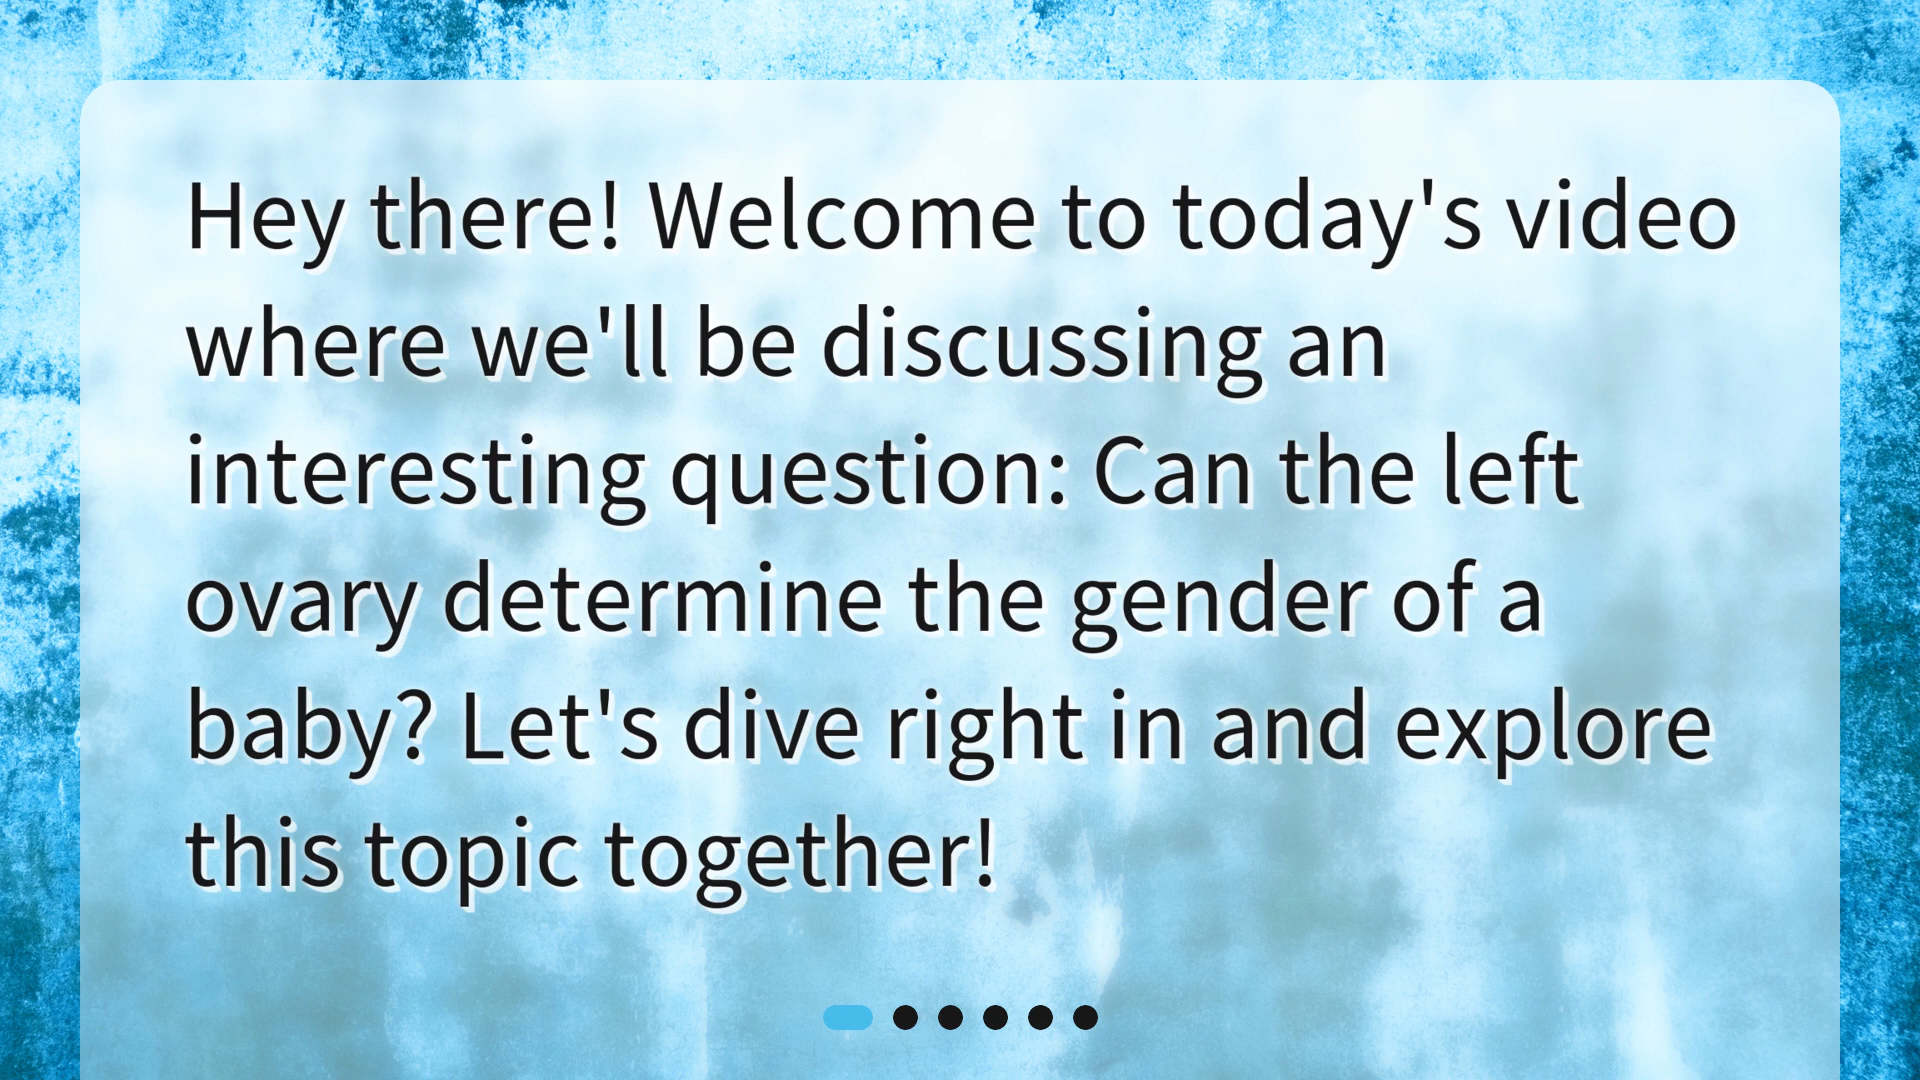 Hey there! Welcome to today's video
where we'll be discussing an
interesting question: Can the left
ovary determine the gender of a
baby? Let's dive right in and explore
this topic together!